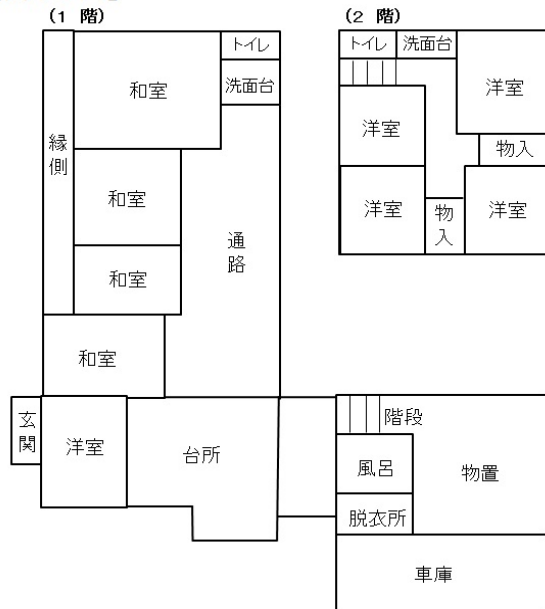 (1 階)
(2 階)
トイレ
洗面台
和室
縁側
和室
通路
和室
和室
玄関
洋室
台所
トイレ
洗面台
洋室
洋室
物入
洋室
物入
洋室
階段
風呂
物置
脱衣所
車庫